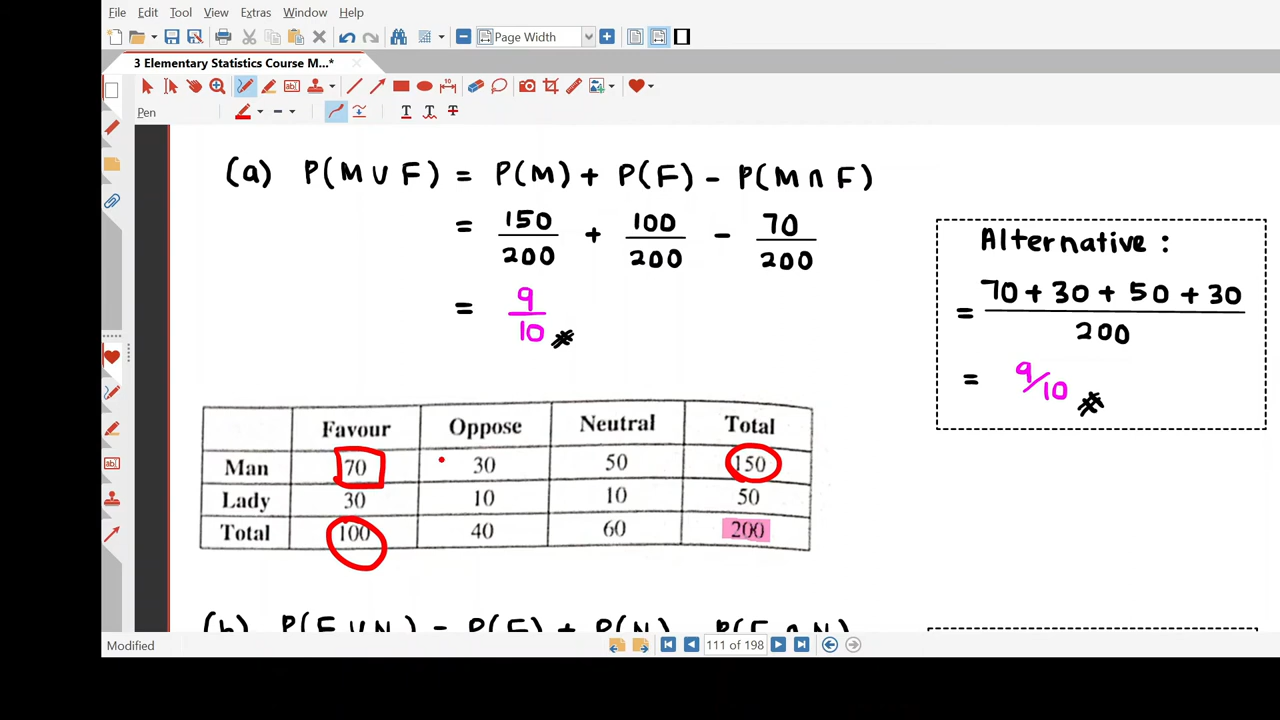 File Edit Tool View Extras Window Help
Page Width
3 Elementary Statistics Course M...*
Pen
(a) P(M∪F) = P(M) + P(F) - P(M∩F)
= 150/200 + 100/200 - 70/200
= 9/10
Alternative :
= 70 + 30 + 50 + 30 / 200
= 9/10
Favour Oppose Neutral Total
Man 70 30 50 150
Lady 30 10 10 50
Total 100 40 60 200
(b) P(F∪N) = P(F) + P(N) - P(F∩N)
Modified
111 of 198